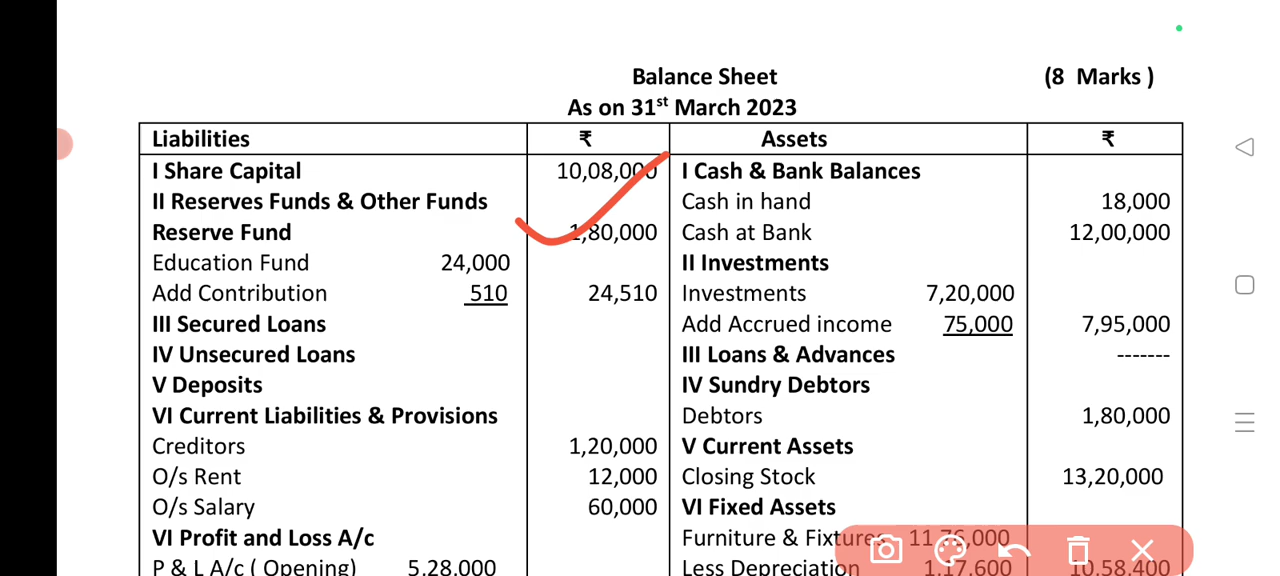 Balance Sheet (8 Marks )
As on 31st March 2023
Liabilities ₹ Assets ₹
I Share Capital 10,08,000 I Cash & Bank Balances
II Reserves Funds & Other Funds Cash in hand 18,000
Reserve Fund 1,80,000 Cash at Bank 12,00,000
Education Fund 24,000 II Investments
Add Contribution 510 24,510 Investments 7,20,000
III Secured Loans Add Accrued income 75,000 7,95,000
IV Unsecured Loans III Loans & Advances -------
V Deposits IV Sundry Debtors
VI Current Liabilities & Provisions Debtors 1,80,000
Creditors 1,20,000 V Current Assets
O/s Rent 12,000 Closing Stock 13,20,000
O/s Salary 60,000 VI Fixed Assets
VI Profit and Loss A/c Furniture & Fixtures 11,76,000
P & L A/c ( Opening) 5,28,000 Less Depreciation 1,17,600 10,58,400